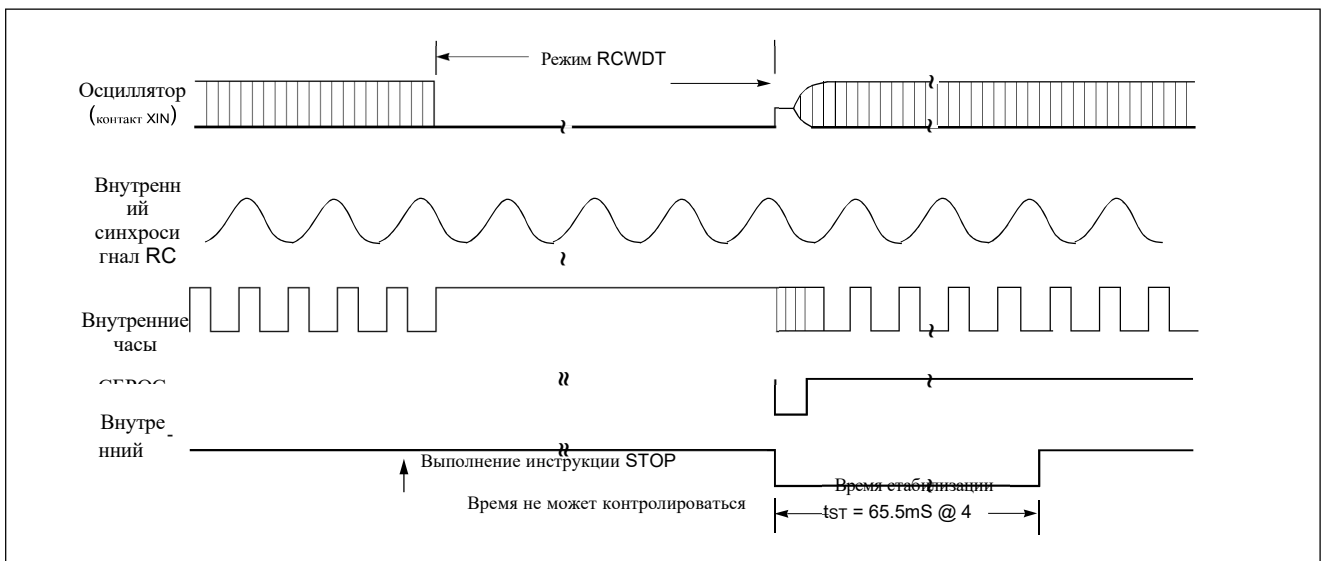 Режим RCWDT
Осциллятор
(контакт XIN)
Внутренн
ий
синхроси
гнал RC
Внутренние
часы
Внутре
нний
Выполнение инструкции STOP
Время не может контролироваться
Время стабилизации
tST = 65.5mS @ 4